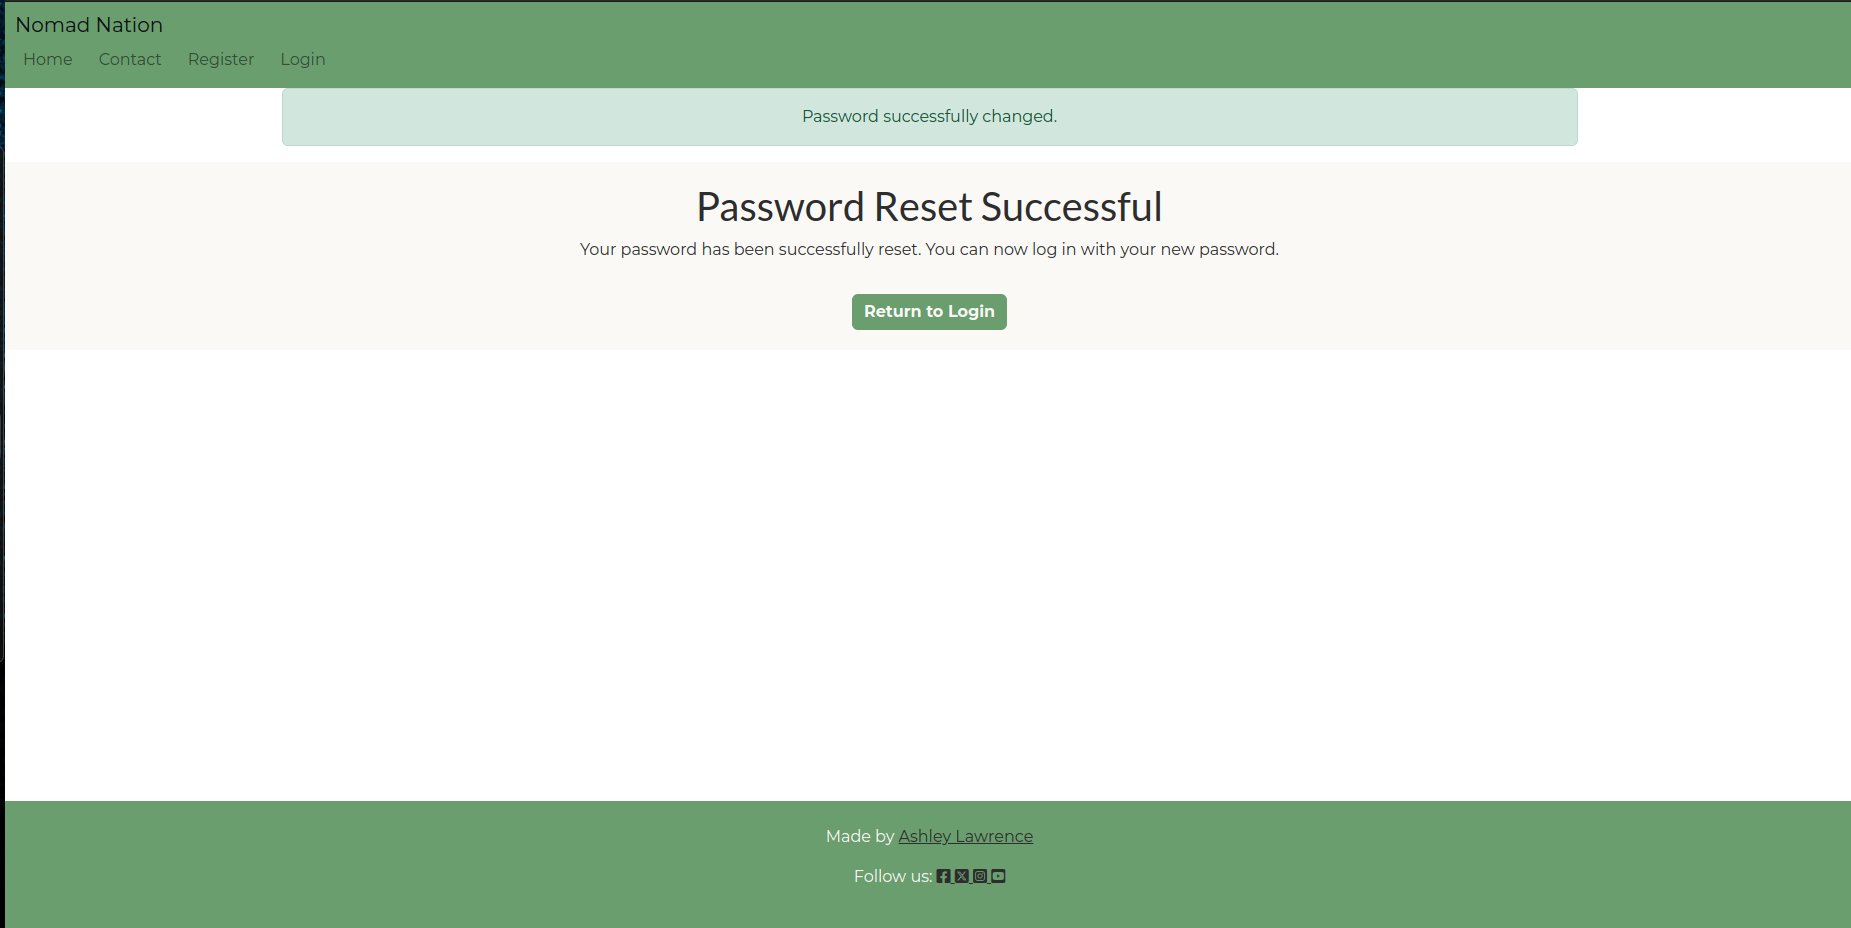 Nomad Nation
Home Contact Register Login
Password successfully changed.
Password Reset Successful
Your password has been successfully reset. You can now log in with your new password.
Return to Login
Made by Ashley Lawrence
Follow us: